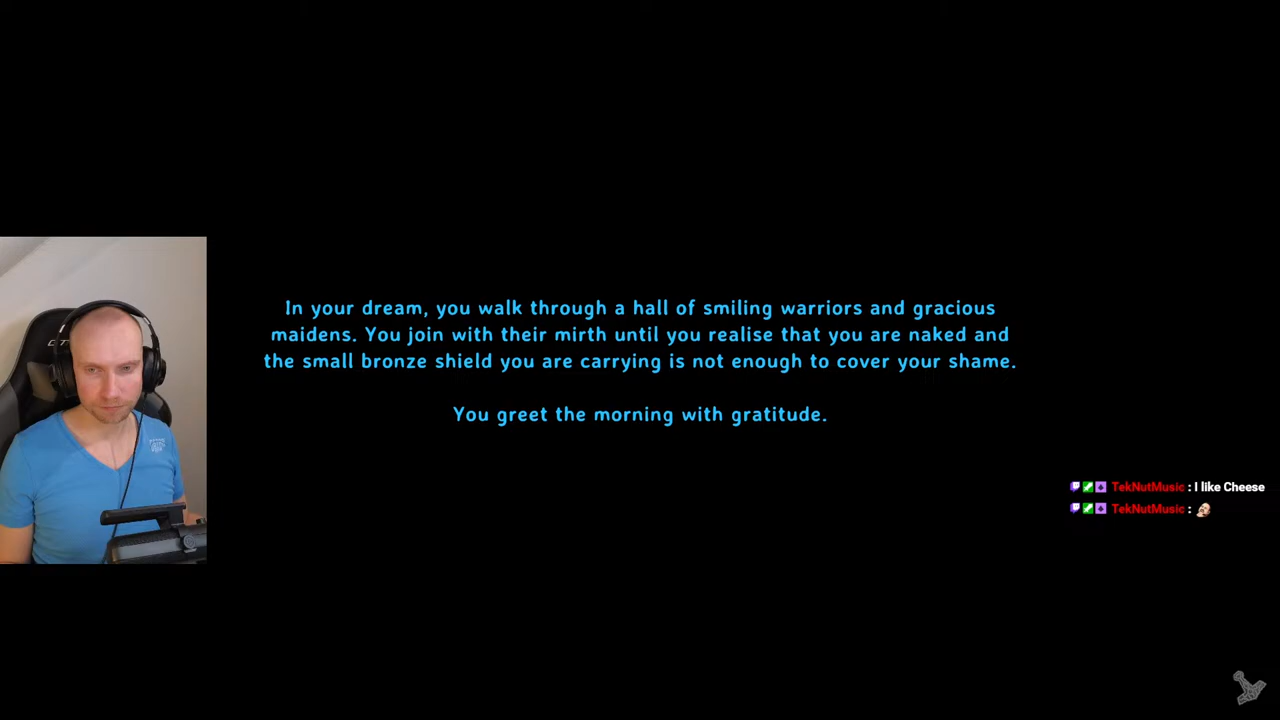 In your dream, you walk through a hall of smiling warriors and gracious
maidens. You join with their mirth until you realise that you are naked and
the small bronze shield you are carrying is not enough to cover your shame.
You greet the morning with gratitude.
TekNutMusic : I like Cheese
TekNutMusic :